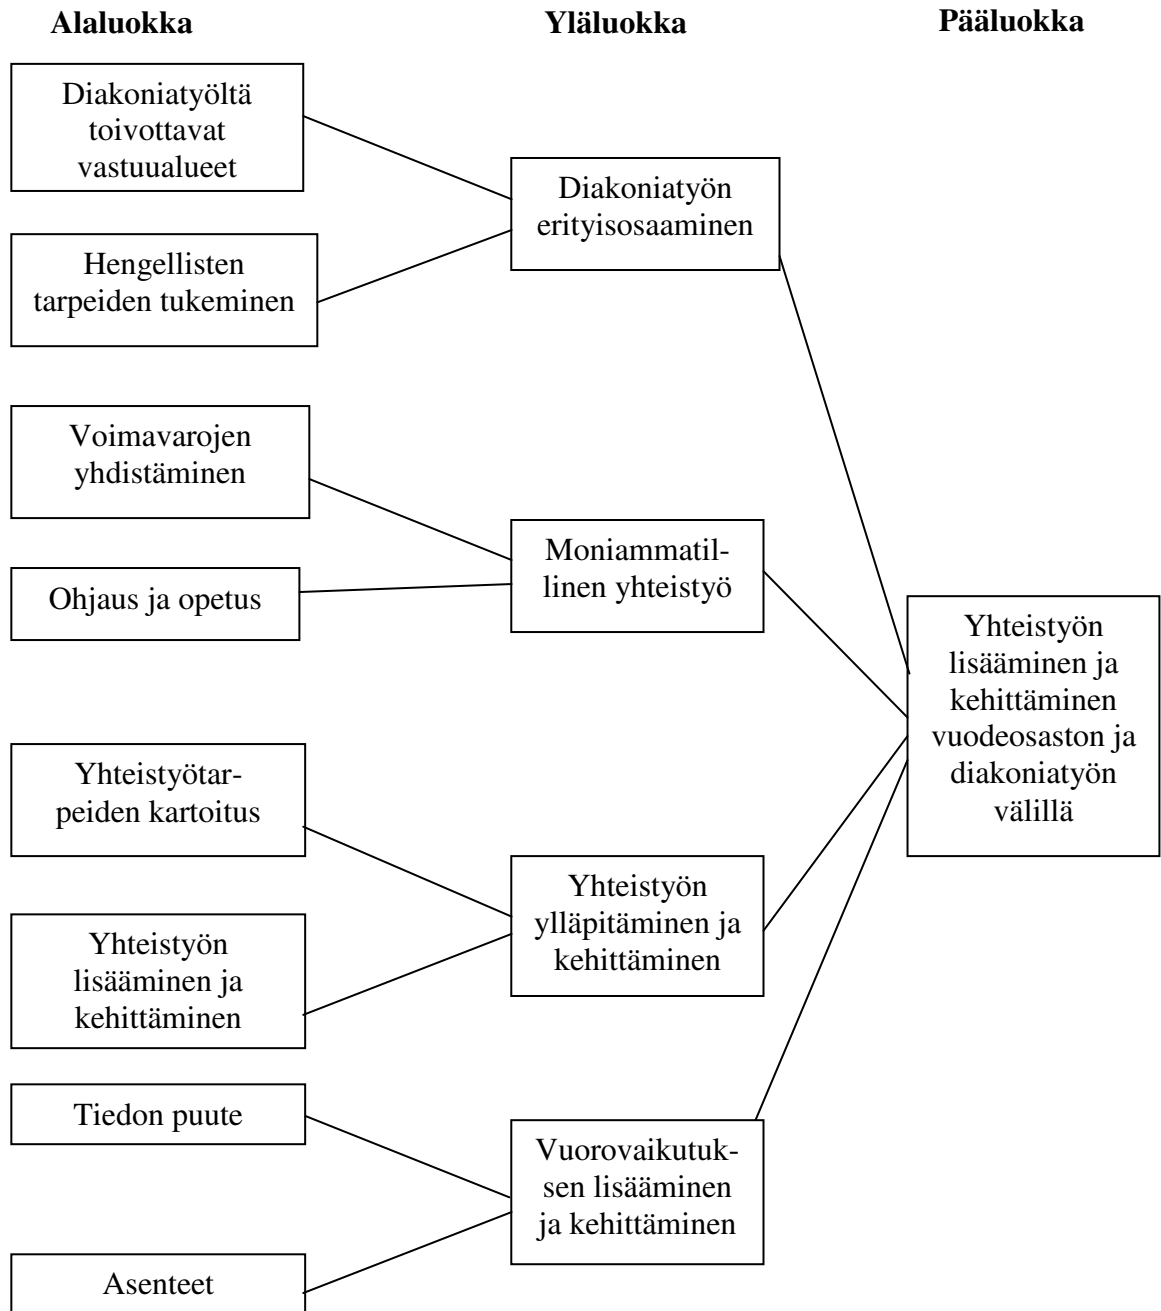 Alaluokka
Yläluokka
Pääluokka
Diakoniatyöltä
toivottavat
vastuualueet
Hengellisten
tarpeiden tukeminen
Diakoniatyön
erityisosaaminen
Voimavarojen
yhdistäminen
Ohjaus ja opetus
Moniammatil-
linen yhteistyö
Yhteistyötar-
peiden kartoitus
Yhteistyön
lisääminen ja
kehittäminen
Yhteistyön
ylläpitäminen ja
kehittäminen
Tiedon puute
Asenteet
Vuorovaikutuk-
sen lisääminen
ja kehittäminen
Yhteistyön
lisääminen ja
kehittäminen
vuodeosaston ja
diakoniatyön
välillä